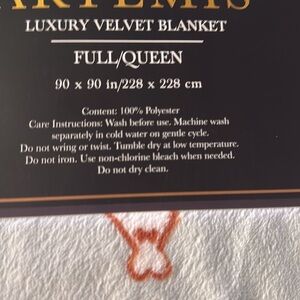 ARTEMIS
LUXURY VELVET BLANKET
FULL/QUEEN
90 x 90 in/228 x 228 cm
Content: 100% Polyester
Care Instructions: Wash before use. Machine wash
separately in cold water on gentle cycle.
Do not wring or twist. Tumble dry at low temperature.
Do not iron. Use non-chlorine bleach when needed.
Do not dry clean.